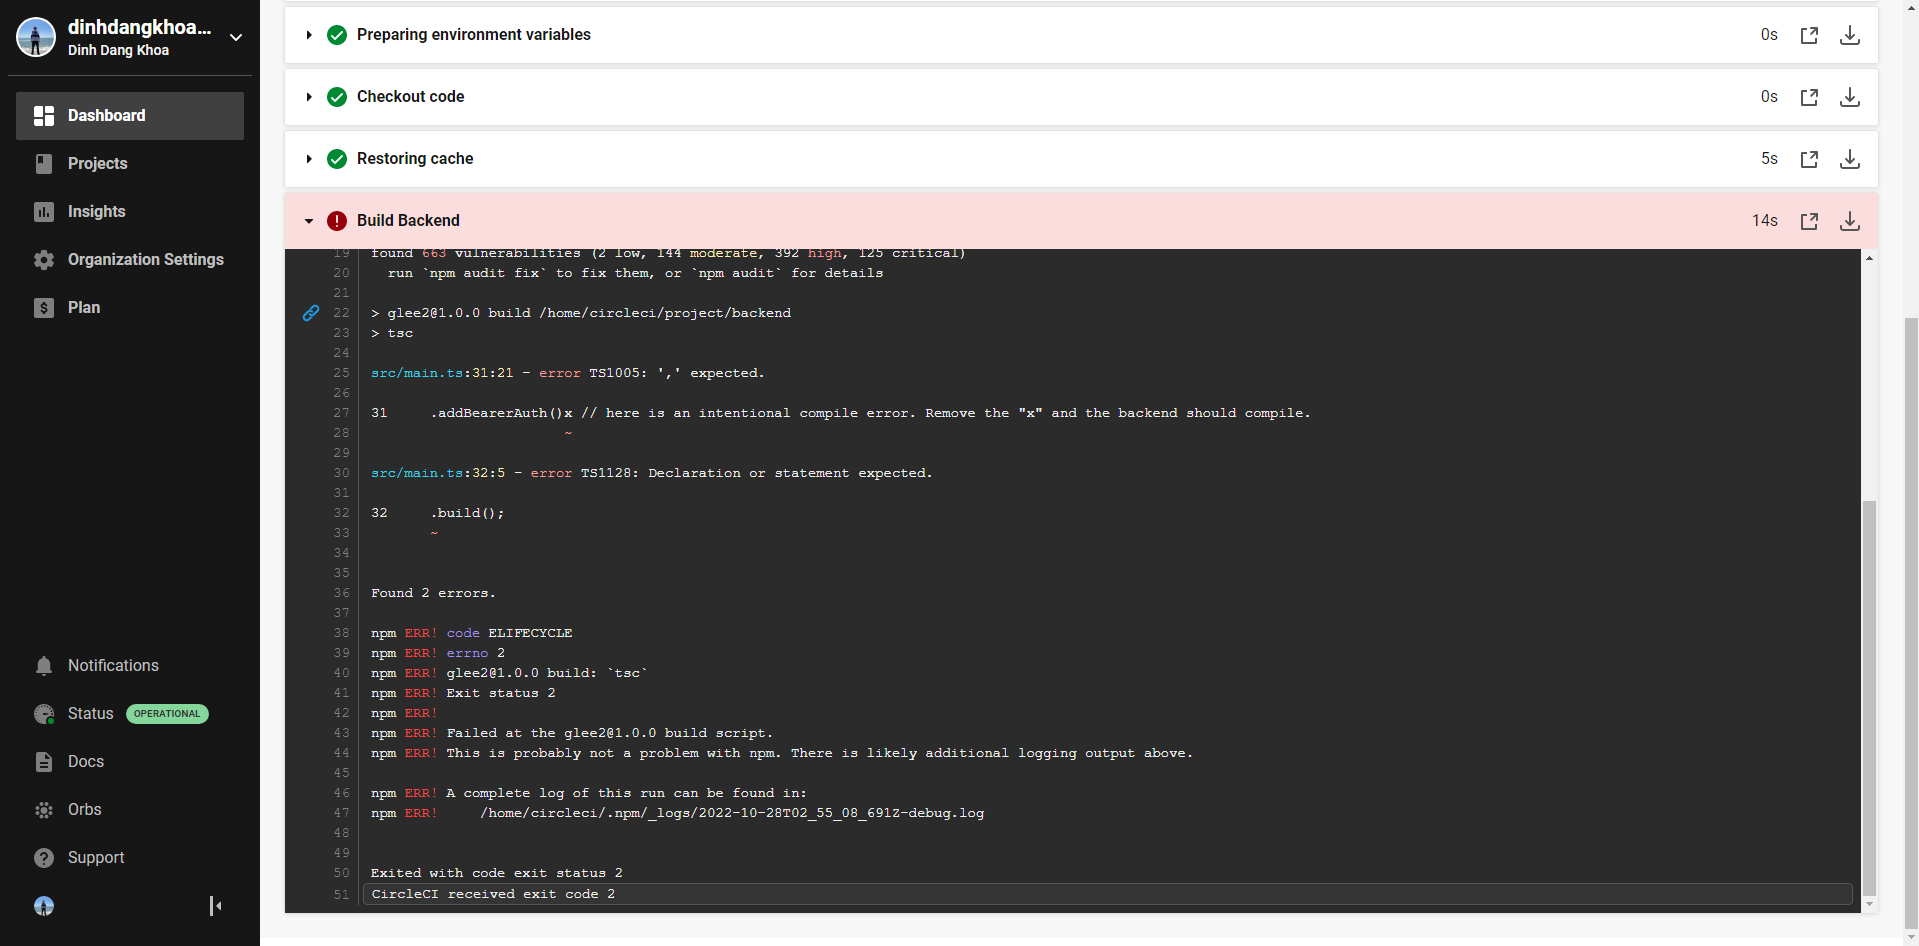 dinhdangkhoa...
Dinh Dang Khoa
Dashboard
Projects
Insights
Organization Settings
Plan
Notifications
Status OPERATIONAL
Docs
Orbs
Support
Preparing environment variables 0s
Checkout code 0s
Restoring cache 5s
Build Backend 14s
19 found 663 vulnerabilities (2 low, 144 moderate, 392 high, 125 critical)
20 run `npm audit fix` to fix them, or `npm audit` for details
21
22 > glee2@1.0.0 build /home/circleci/project/backend
23 > tsc
24
25 src/main.ts:31:21 - error TS1005: ',' expected.
26
27 31 .addBearerAuth()x // here is an intentional compile error. Remove the "x" and the backend should compile.
28 ~
29
30 src/main.ts:32:5 - error TS1128: Declaration or statement expected.
31
32 32 .build();
33 ~
34
35
36 Found 2 errors.
37
38 npm ERR! code ELIFECYCLE
39 npm ERR! errno 2
40 npm ERR! glee2@1.0.0 build: `tsc`
41 npm ERR! Exit status 2
42 npm ERR!
43 npm ERR! Failed at the glee2@1.0.0 build script.
44 npm ERR! This is probably not a problem with npm. There is likely additional logging output above.
45
46 npm ERR! A complete log of this run can be found in:
47 npm ERR! /home/circleci/.npm/_logs/2022-10-28T02_55_08_691Z-debug.log
48
49
50 Exited with code exit status 2
51 CircleCI received exit code 2